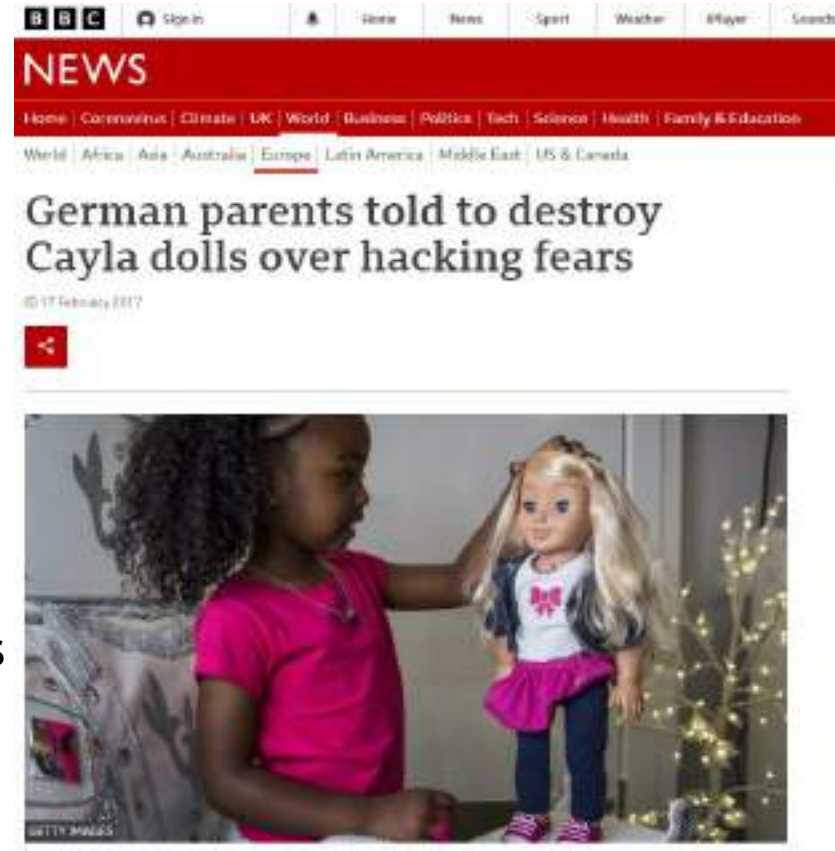 BBC Sign in Home News Sport Weather iPlayer Sounds
NEWS
Home Coronavirus Climate UK World Business Politics Tech Science Health Family & Education
World Africa Asia Australia Europe Latin America Middle East US & Canada
German parents told to destroy
Cayla dolls over hacking fears
17 February 2017
s
GETTY IMAGES